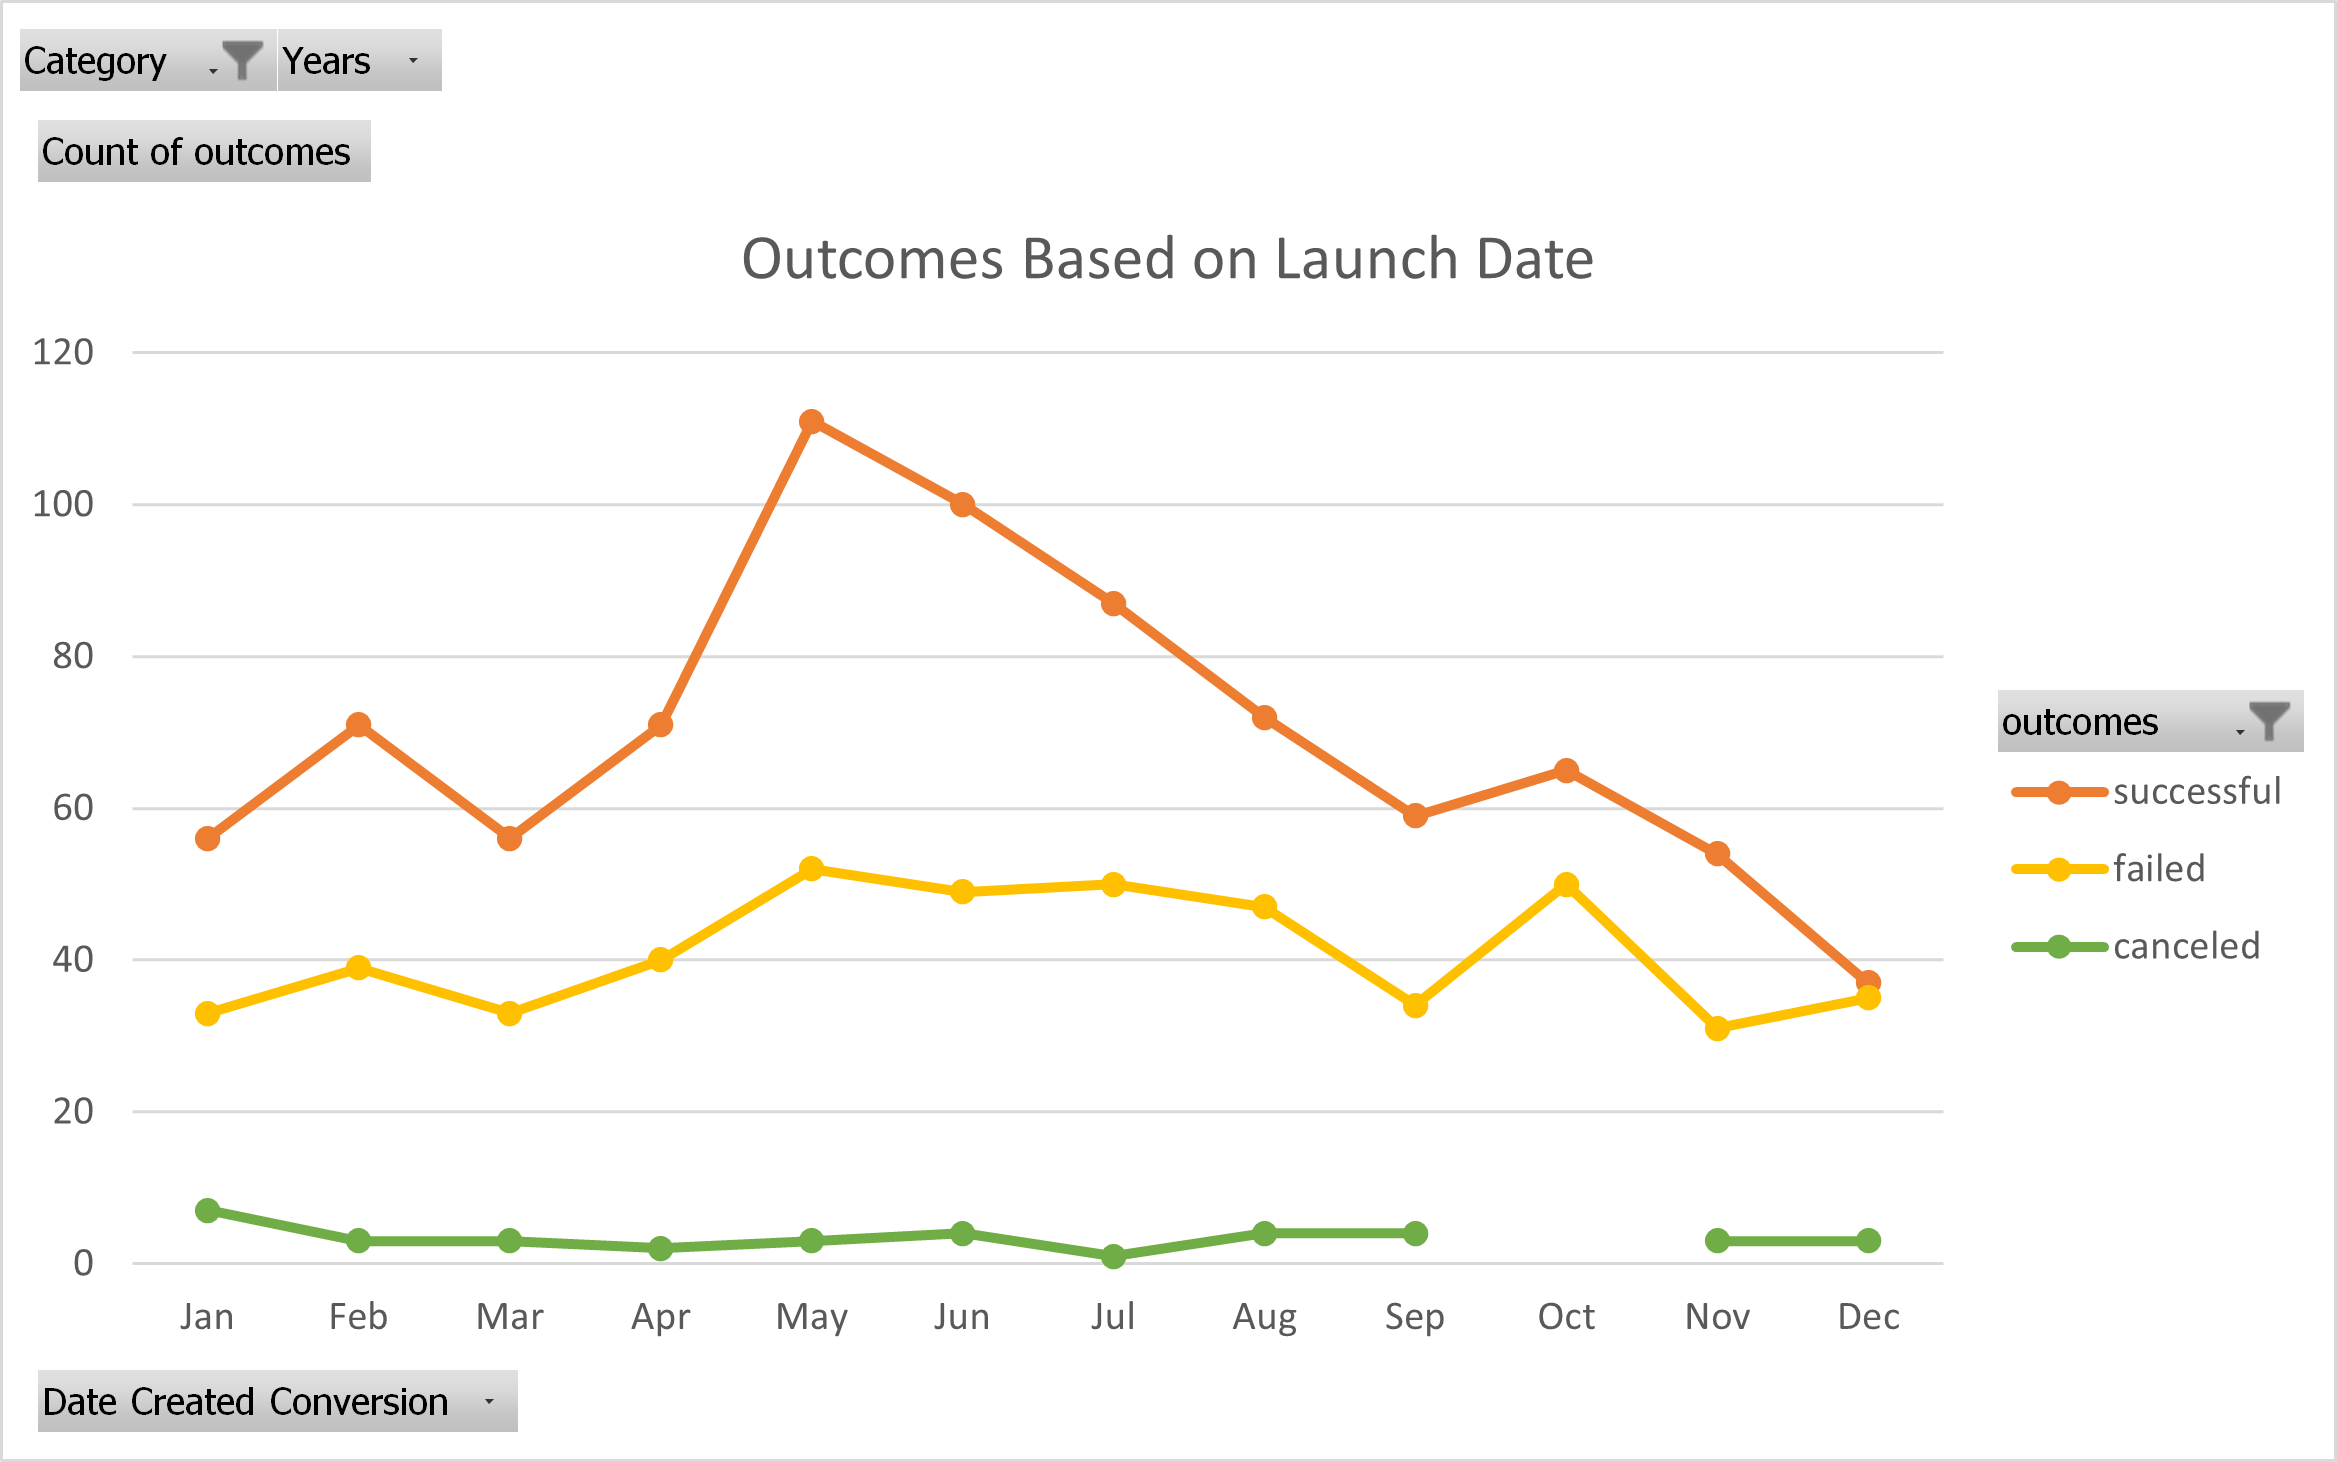 Category Years
Count of outcomes
Outcomes Based on Launch Date
120
100
80
60
40
20
0
outcomes
successful
failed
canceled
Jan Feb Mar Apr May Jun Jul Aug Sep Oct Nov Dec
Date Created Conversion